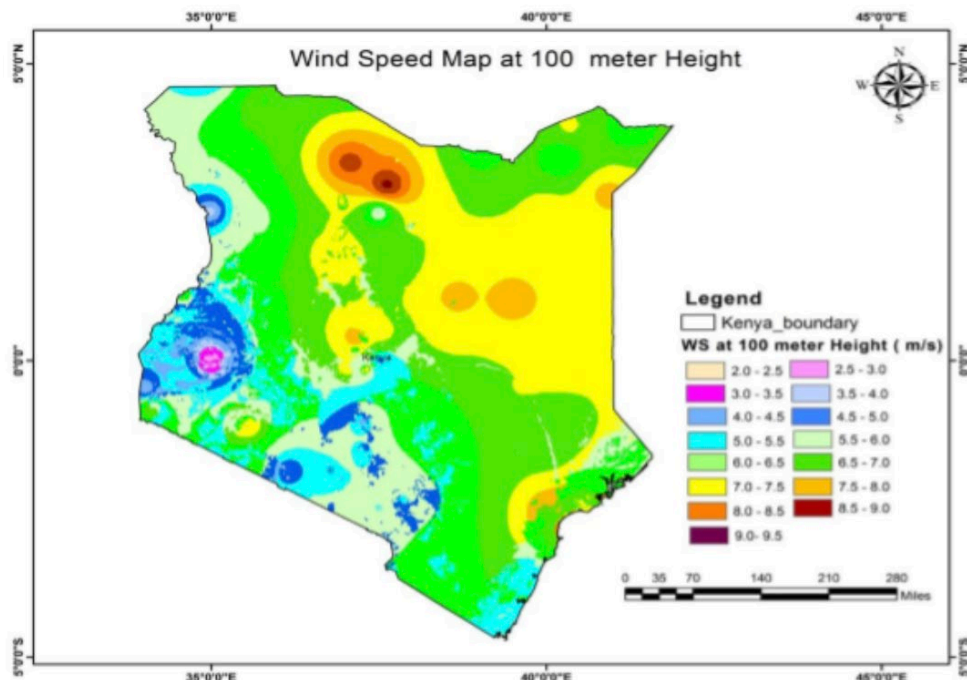 35°0'0"E 40°0'0"E 45°0'0"E
5°0'0"N
5°0'0"N
Wind Speed Map at 100 meter Height
N
W E
S
0°0'0"
0°0'0"
Kenya
Legend
Kenya_boundary
WS at 100 meter Height ( m/s)
2.0 - 2.5 2.5 - 3.0
3.0 - 3.5 3.5 - 4.0
4.0 - 4.5 4.5 - 5.0
5.0 - 5.5 5.5 - 6.0
6.0 - 6.5 6.5 - 7.0
7.0 - 7.5 7.5 - 8.0
8.0 - 8.5 8.5 - 9.0
9.0- 9.5
0 35 70 140 210 280
Miles
5°0'0"S
5°0'0"S
35°0'0"E 40°0'0"E 45°0'0"E